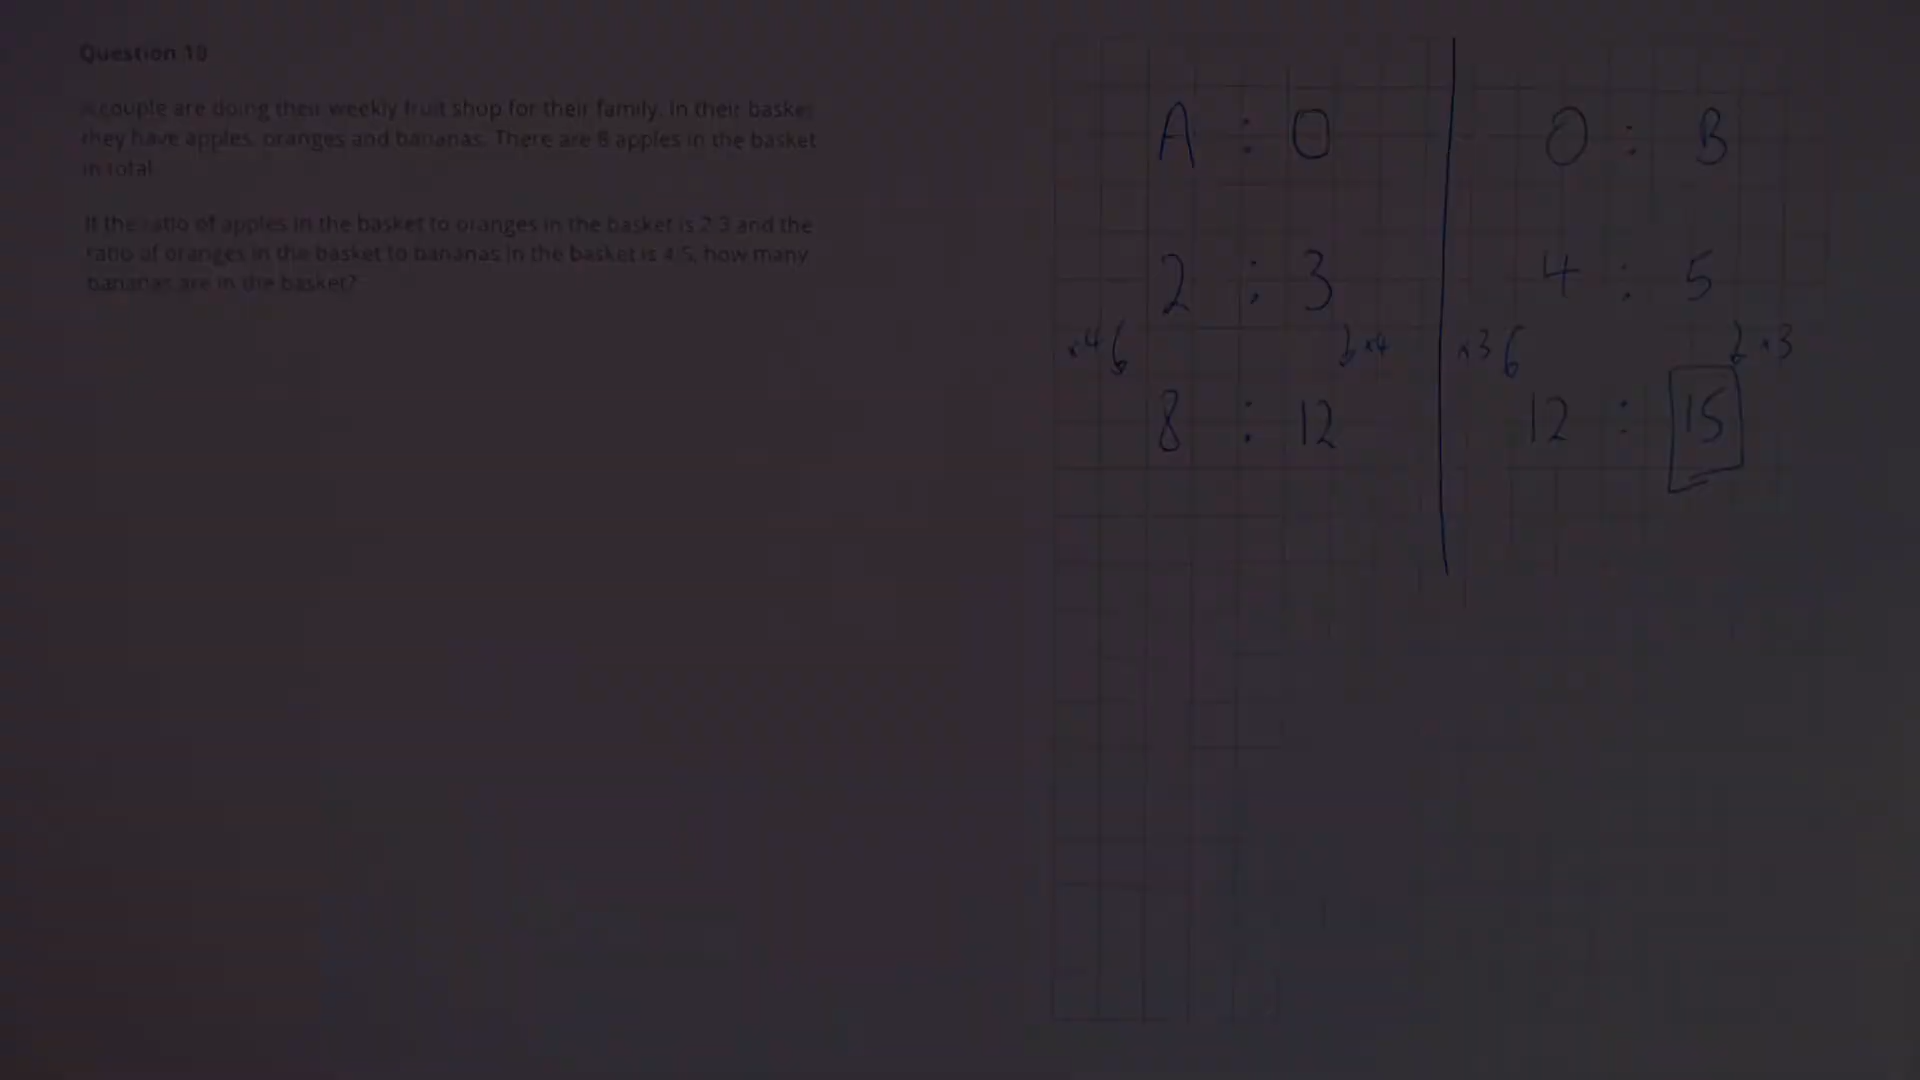 Question 18
A couple are doing their weekly fruit shop for their family. In their basket
they have apples, oranges and bananas. There are 8 apples in the basket
in total
If the ratio of apples in the basket to oranges in the basket is 2:3 and the
ratio of oranges in the basket to bananas in the basket is 4:5, how many
bananas are in the basket?
A : O
2 : 3
×4 ×4
8 : 12
O : B
4 : 5
×3 ×3
12 : 15